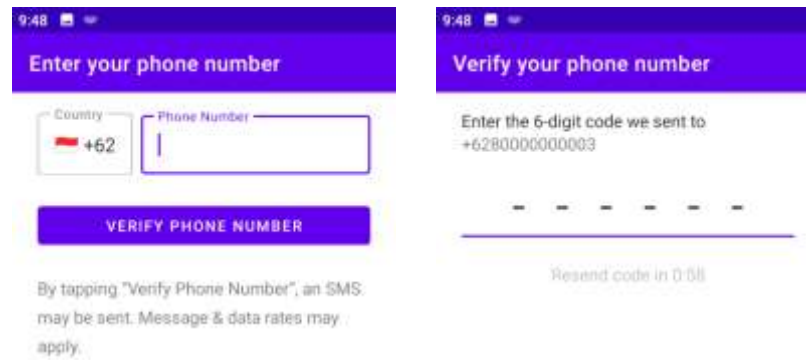 9:48
Enter your phone number
Country
+62
Phone Number
VERIFY PHONE NUMBER
By tapping "Verify Phone Number", an SMS
may be sent. Message & data rates may
apply.
9:48
Verify your phone number
Enter the 6-digit code we sent to
+6280000000003
- - - - - -
Resend code in 0:58